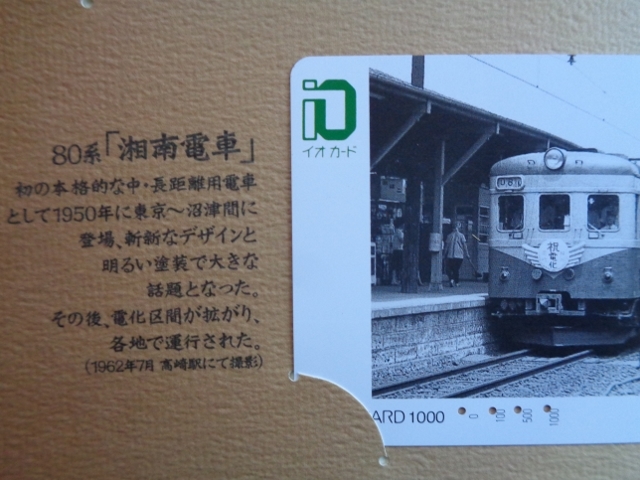 80系「湘南電車」
初の本格的な中・長距離用電車
として1950年に東京～沼津間に
登場、斬新なデザインと
明るい塗装で大きな
話題となった。
その後、電化区間が拡がり、
各地で運行された。
(1962年7月 高崎駅にて撮影)
iO
イオカード
祝電化
ARD 1000
0
100
500
1000